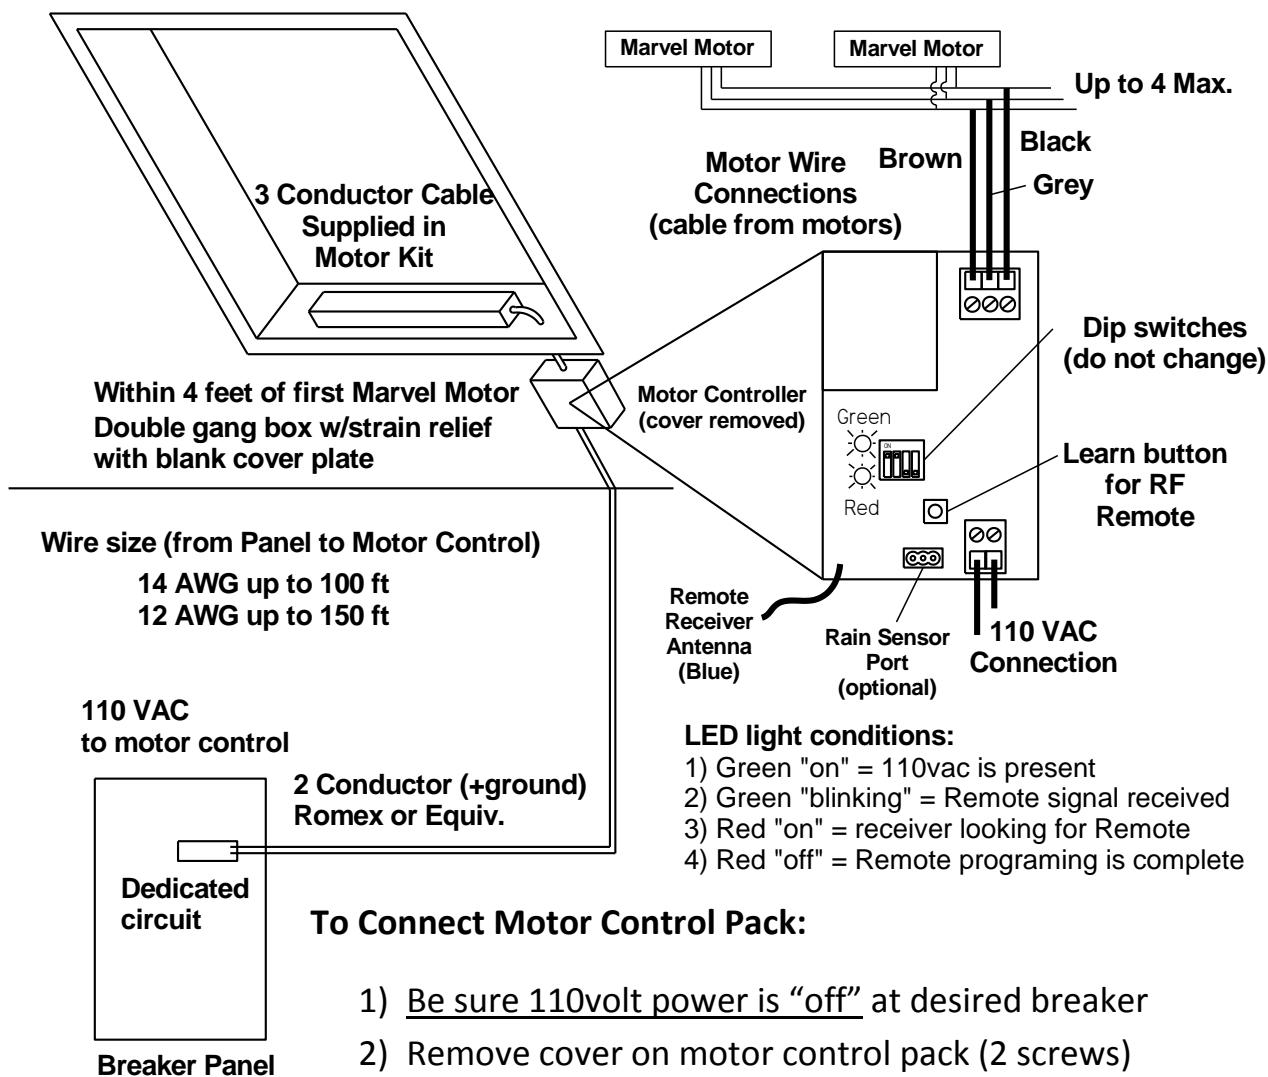 Marvel Motor
Marvel Motor
Up to 4 Max.
Brown
Black
Grey
Motor Wire
Connections
(cable from motors)
3 Conductor Cable
Supplied in
Motor Kit
Dip switches
(do not change)
Within 4 feet of first Marvel Motor
Double gang box w/strain relief
with blank cover plate
Motor Controller
(cover removed)
Green
ON
Red
Learn button
for RF
Remote
Wire size (from Panel to Motor Control)
14 AWG up to 100 ft
12 AWG up to 150 ft
Remote
Receiver
Antenna
(Blue)
Rain Sensor
Port
(optional)
110 VAC
Connection
110 VAC
to motor control
2 Conductor (+ground)
Romex or Equiv.
Dedicated
circuit
Breaker Panel
LED light conditions:
1) Green "on" = 110vac is present
2) Green "blinking" = Remote signal received
3) Red "on" = receiver looking for Remote
4) Red "off" = Remote programing is complete
To Connect Motor Control Pack:
1) Be sure 110volt power is “off” at desired breaker
2) Remove cover on motor control pack (2 screws)